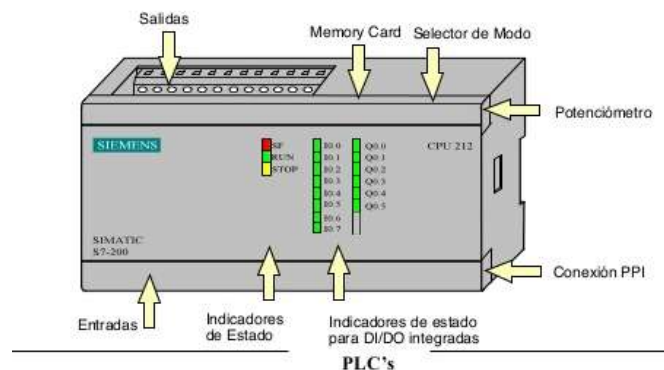 Salidas
Memory Card
Selector de Modo
Potenciómetro
SIEMENS
SF
RUN
STOP
I0.0
I0.1
I0.2
I0.3
I0.4
I0.5
I0.6
I0.7
Q0.0
Q0.1
Q0.2
Q0.3
Q0.4
Q0.5
CPU 212
SIMATIC
S7-200
Conexión PPI
Entradas
Indicadores
de Estado
Indicadores de estado
para DI/DO integradas
PLC's